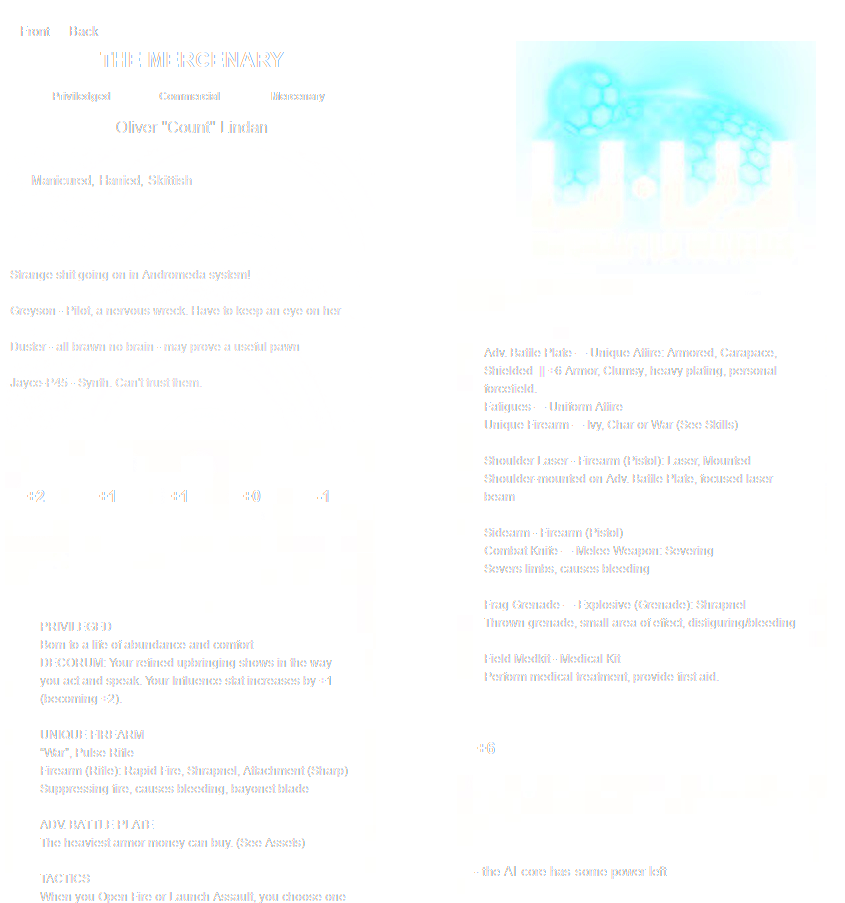 Front Back
THE MERCENARY
Priviledged Commercial Mercenary
Oliver "Count" Lindan
Manicured, Harried, Skittish
Strange shit going on in Andromeda system!
Greyson - Pilot, a nervous wreck. Have to keep an eye on her
Duster - all brawn no brain - may prove a useful pawn
Jayce-P45 - Synth. Can't trust them.
+2 +1 +1 +0 -1
PRIVILEGED
Born to a life of abundance and comfort
DECORUM: Your refined upbringing shows in the way
you act and speak. Your Influence stat increases by +1
(becoming +2).
UNIQUE FIREARM
"War", Pulse Rifle
Firearm (Rifle): Rapid Fire, Shrapnel, Attachment (Sharp)
Suppressing fire, causes bleeding, bayonet blade
ADV. BATTLE PLATE
The heaviest armor money can buy. (See Assets)
TACTICS
When you Open Fire or Launch Assault, you choose one
Adv. Battle Plate - - Unique Attire: Armored, Carapace,
Shielded || +6 Armor, Clumsy, heavy plating, personal
forcefield.
Fatigues - - Uniform Attire
Unique Firearm - - Ivy, Char or War (See Skills)
Shoulder Laser - Firearm (Pistol): Laser, Mounted
Shoulder-mounted on Adv. Battle Plate, focused laser
beam
Sidearm - Firearm (Pistol)
Combat Knife - - Melee Weapon: Severing
Severs limbs, causes bleeding
Frag Grenade - - Explosive (Grenade): Shrapnel
Thrown grenade, small area of effect, disfiguring/bleeding
Field Medkit - Medical Kit
Perform medical treatment, provide first aid.
+6
- the AI core has some power left